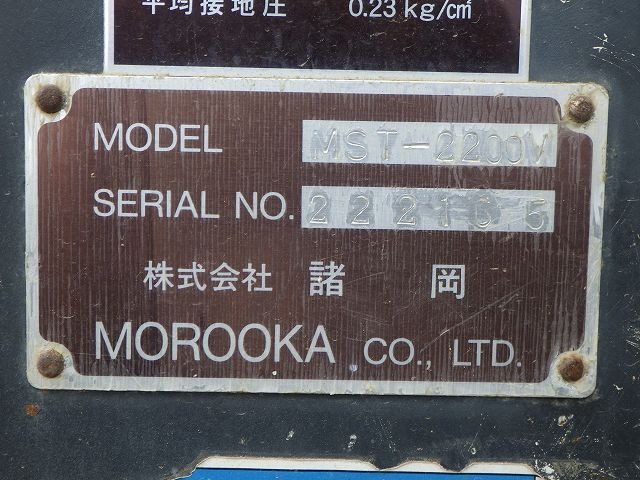 平均接地圧 0.23 kg/c㎡
MODEL MST-2200V
SERIAL NO. 222105
株式会社 諸岡
MOROOKA CO., LTD.